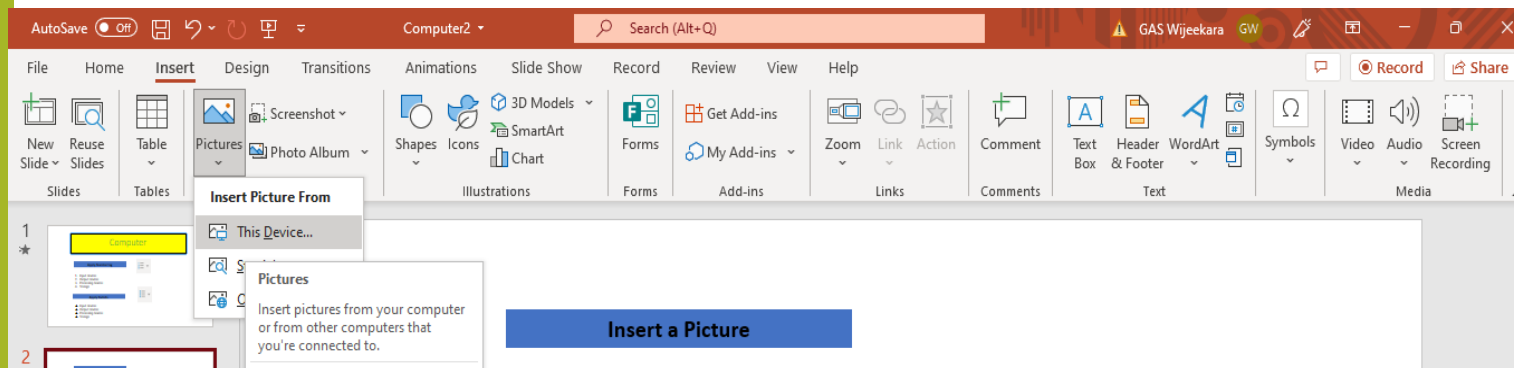 AutoSave Off Computer2 Search (Alt+Q) GAS Wijeekara GW
File Home Insert Design Transitions Animations Slide Show Record Review View Help Record Share
New Slide
Reuse Slides
Table
Pictures
Screenshot
Photo Album
Shapes
Icons
3D Models
SmartArt
Chart
Forms
Get Add-ins
My Add-ins
Zoom
Link
Action
Comment
Text Box
Header & Footer
WordArt
Symbols
Video
Audio
Screen Recording
Slides Tables Illustrations Forms Add-ins Links Comments Text Media
Insert Picture From
This Device...
Pictures
Insert pictures from your computer
or from other computers that
you're connected to.
1
Computer
2
Insert a Picture